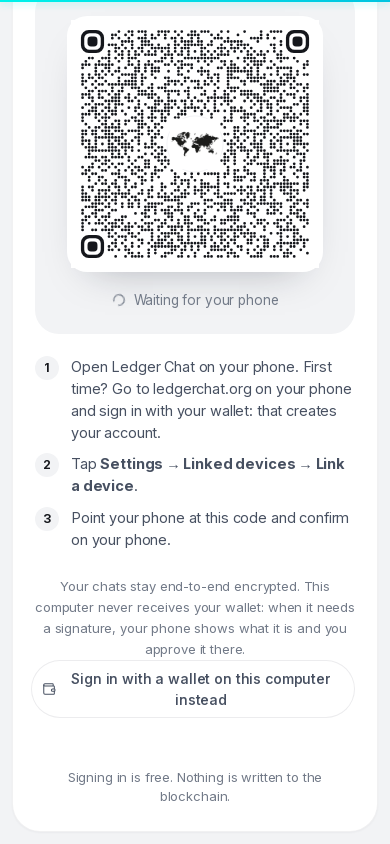 Waiting for your phone
1 Open Ledger Chat on your phone. First
time? Go to ledgerchat.org on your phone
and sign in with your wallet: that creates
your account.
2 Tap Settings → Linked devices → Link
a device.
3 Point your phone at this code and confirm
on your phone.
Your chats stay end-to-end encrypted. This
computer never receives your wallet: when it needs
a signature, your phone shows what it is and you
approve it there.
Sign in with a wallet on this computer
instead
Signing in is free. Nothing is written to the
blockchain.